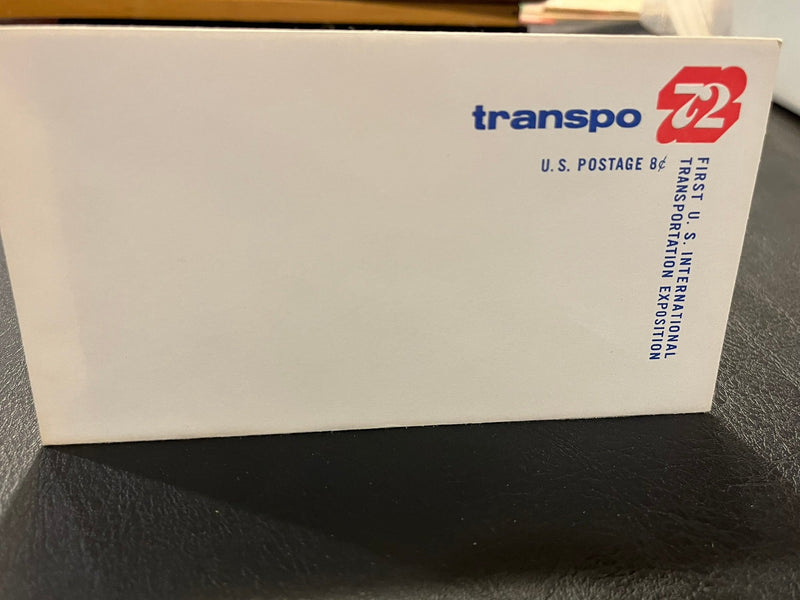 transpo 72
U.S. POSTAGE 8¢
FIRST U.S. INTERNATIONAL
TRANSPORTATION EXPOSITION